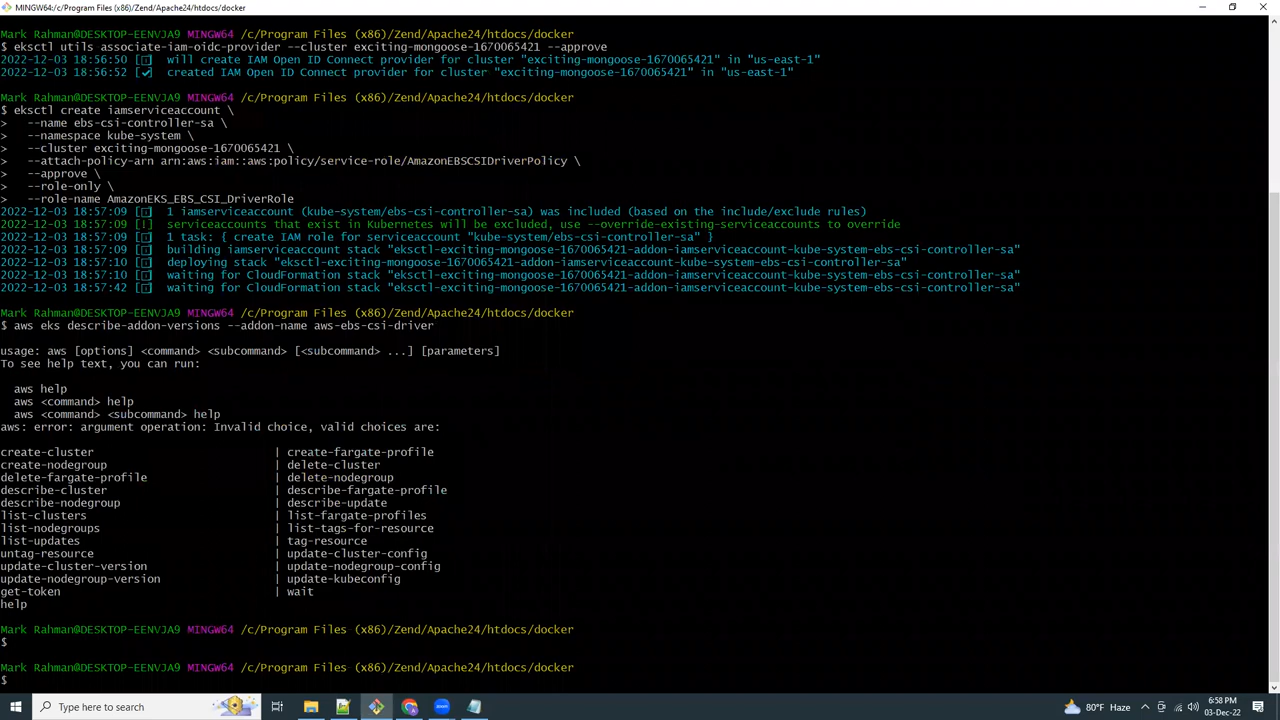 MINGW64:/c/Program Files (x86)/Zend/Apache24/htdocs/docker
Mark Rahman@DESKTOP-EENVJA9 MINGW64 /c/Program Files (x86)/Zend/Apache24/htdocs/docker
$ eksctl utils associate-iam-oidc-provider --cluster exciting-mongoose-1670065421 --approve
2022-12-03 18:56:50 [ℹ] will create IAM Open ID Connect provider for cluster "exciting-mongoose-1670065421" in "us-east-1"
2022-12-03 18:56:52 [✔] created IAM Open ID Connect provider for cluster "exciting-mongoose-1670065421" in "us-east-1"
Mark Rahman@DESKTOP-EENVJA9 MINGW64 /c/Program Files (x86)/Zend/Apache24/htdocs/docker
$ eksctl create iamserviceaccount \
> --name ebs-csi-controller-sa \
> --namespace kube-system \
> --cluster exciting-mongoose-1670065421 \
> --attach-policy-arn arn:aws:iam::aws:policy/service-role/AmazonEBSCSIDriverPolicy \
> --approve \
> --role-only \
> --role-name AmazonEKS_EBS_CSI_DriverRole
2022-12-03 18:57:09 [ℹ] 1 iamserviceaccount (kube-system/ebs-csi-controller-sa) was included (based on the include/exclude rules)
2022-12-03 18:57:09 [!] serviceaccounts that exist in Kubernetes will be excluded, use --override-existing-serviceaccounts to override
2022-12-03 18:57:09 [ℹ] 1 task: { create IAM role for serviceaccount "kube-system/ebs-csi-controller-sa" }
2022-12-03 18:57:09 [ℹ] building iamserviceaccount stack "eksctl-exciting-mongoose-1670065421-addon-iamserviceaccount-kube-system-ebs-csi-controller-sa"
2022-12-03 18:57:10 [ℹ] deploying stack "eksctl-exciting-mongoose-1670065421-addon-iamserviceaccount-kube-system-ebs-csi-controller-sa"
2022-12-03 18:57:10 [ℹ] waiting for CloudFormation stack "eksctl-exciting-mongoose-1670065421-addon-iamserviceaccount-kube-system-ebs-csi-controller-sa"
2022-12-03 18:57:42 [ℹ] waiting for CloudFormation stack "eksctl-exciting-mongoose-1670065421-addon-iamserviceaccount-kube-system-ebs-csi-controller-sa"
Mark Rahman@DESKTOP-EENVJA9 MINGW64 /c/Program Files (x86)/Zend/Apache24/htdocs/docker
$ aws eks describe-addon-versions --addon-name aws-ebs-csi-driver
usage: aws [options] <command> <subcommand> [<subcommand> ...] [parameters]
To see help text, you can run:
aws help
aws <command> help
aws <command> <subcommand> help
aws: error: argument operation: Invalid choice, valid choices are:
create-cluster | create-fargate-profile
create-nodegroup | delete-cluster
delete-fargate-profile | delete-nodegroup
describe-cluster | describe-fargate-profile
describe-nodegroup | describe-update
list-clusters | list-fargate-profiles
list-nodegroups | list-tags-for-resource
list-updates | tag-resource
untag-resource | update-cluster-config
update-cluster-version | update-nodegroup-config
update-nodegroup-version | update-kubeconfig
get-token | wait
help
Mark Rahman@DESKTOP-EENVJA9 MINGW64 /c/Program Files (x86)/Zend/Apache24/htdocs/docker
$
Mark Rahman@DESKTOP-EENVJA9 MINGW64 /c/Program Files (x86)/Zend/Apache24/htdocs/docker
$
Type here to search
80°F Haze
6:58 PM
03-Dec-22